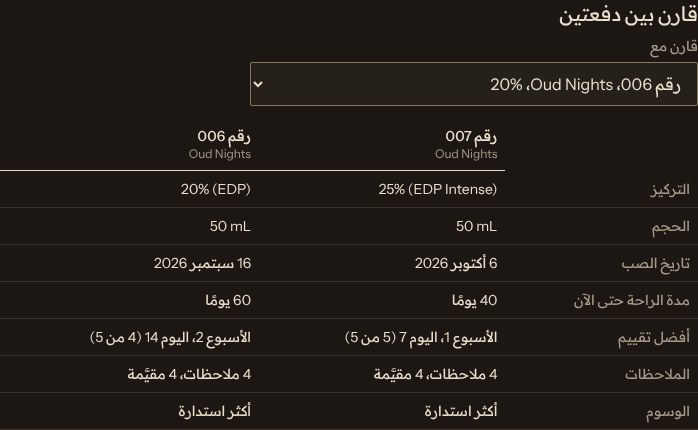 قارن بين دفعتين
قارن مع
رقم 006، Oud Nights، 20%
رقم 007 رقم 006
Oud Nights Oud Nights
التركيز 25% (EDP Intense) 20% (EDP)
الحجم 50 mL 50 mL
تاريخ الصب 6 أكتوبر 2026 16 سبتمبر 2026
مدة الراحة حتى الآن 40 يومًا 60 يومًا
أفضل تقييم الأسبوع 1، اليوم 7 (5 من 5) الأسبوع 2، اليوم 14 (4 من 5)
الملاحظات 4 ملاحظات، 4 مقيَّمة 4 ملاحظات، 4 مقيَّمة
الوسوم أكثر استدارة أكثر استدارة